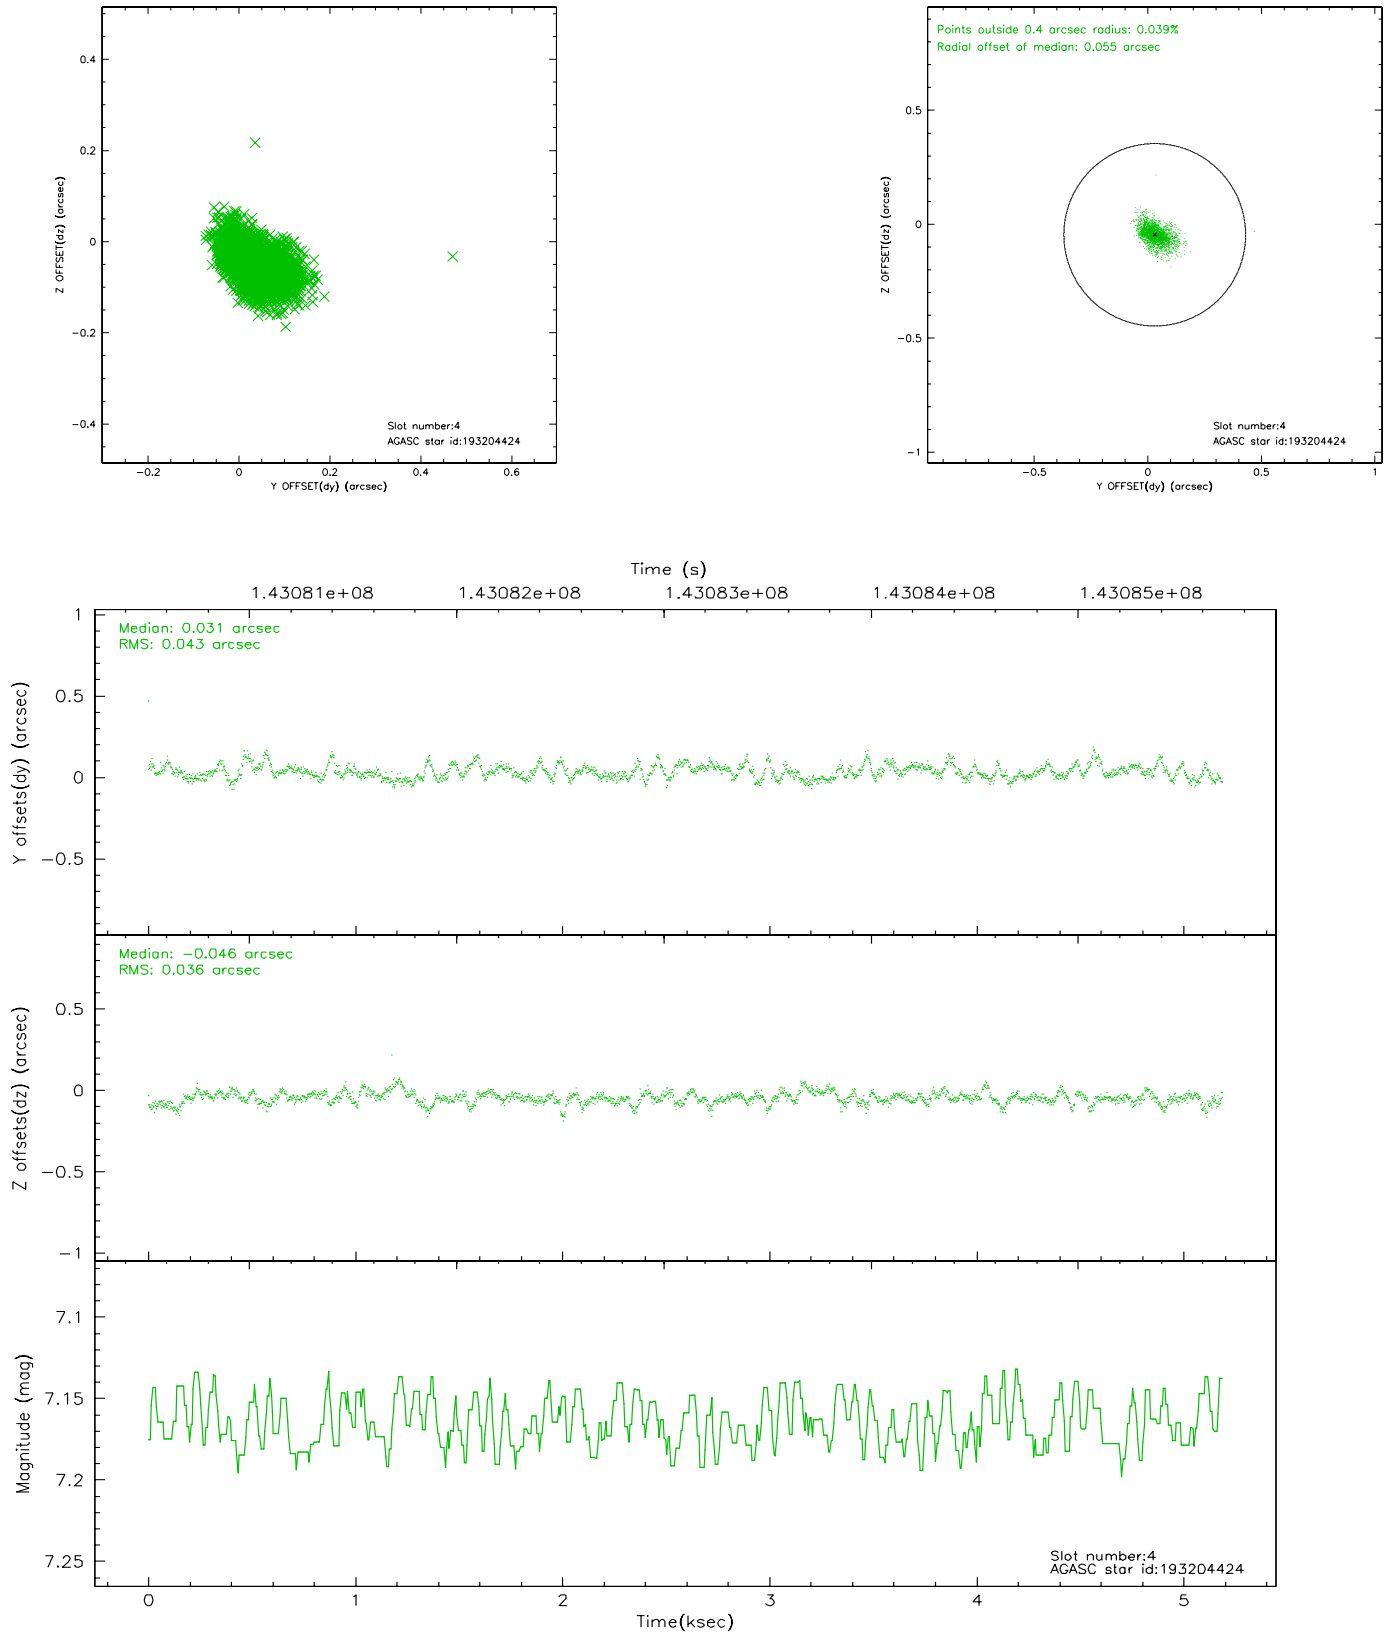 0.4
0.2
0
−0.2
−0.4
Z OFFSET(dz) (arcsec)
Slot number:4
AGASC star id:193204424
−0.2
0
0.2
0.4
0.6
Y OFFSET(dy) (arcsec)
Points outside 0.4 arcsec radius: 0.039%
Radial offset of median: 0.055 arcsec
0.5
0
−0.5
−1
Z OFFSET(dz) (arcsec)
Slot number:4
AGASC star id:193204424
−0.5
0
0.5
1
Y OFFSET(dy) (arcsec)
Time (s)
1.43081e+08
1.43082e+08
1.43083e+08
1.43084e+08
1.43085e+08
1
0.5
0
−0.5
Y offsets(dy) (arcsec)
Median: 0.031 arcsec
RMS: 0.043 arcsec
0.5
0
−0.5
−1
Z offsets(dz) (arcsec)
Median: −0.046 arcsec
RMS: 0.036 arcsec
7.1
7.15
7.2
7.25
Magnitude (mag)
Slot number:4
AGASC star id:193204424
0
1
2
3
4
5
Time(ksec)